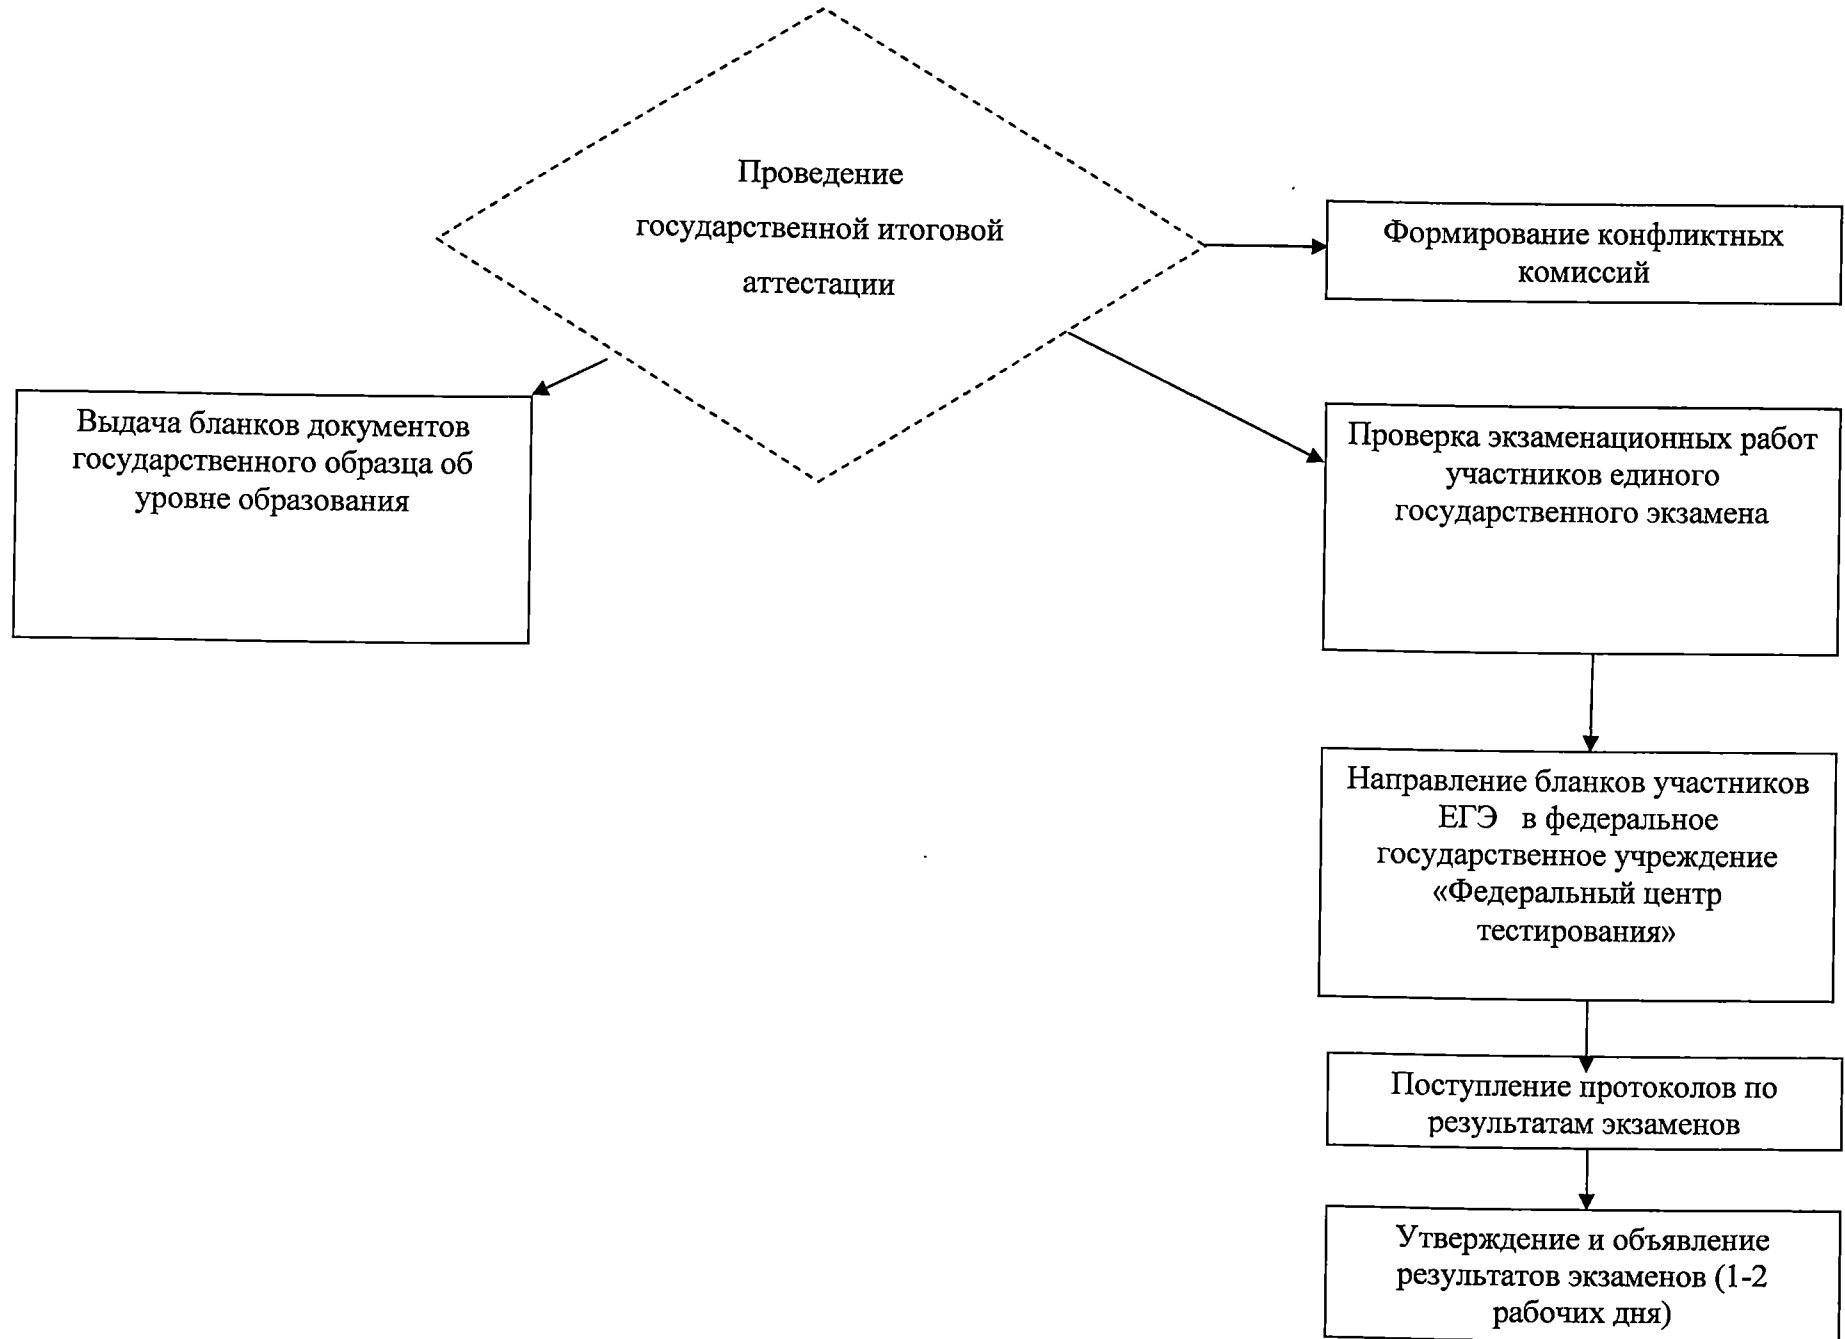 Проведение
государственной итоговой
аттестации
Формирование конфликтных
комиссий
Выдача бланков документов
государственного образца об
уровне образования
Проверка экзаменационных работ
участников единого
государственного экзамена
Направление бланков участников
ЕГЭ в федеральное
государственное учреждение
«Федеральный центр
тестирования»
Поступление протоколов по
результатам экзаменов
Утверждение и объявление
результатов экзаменов (1-2
рабочих дня)